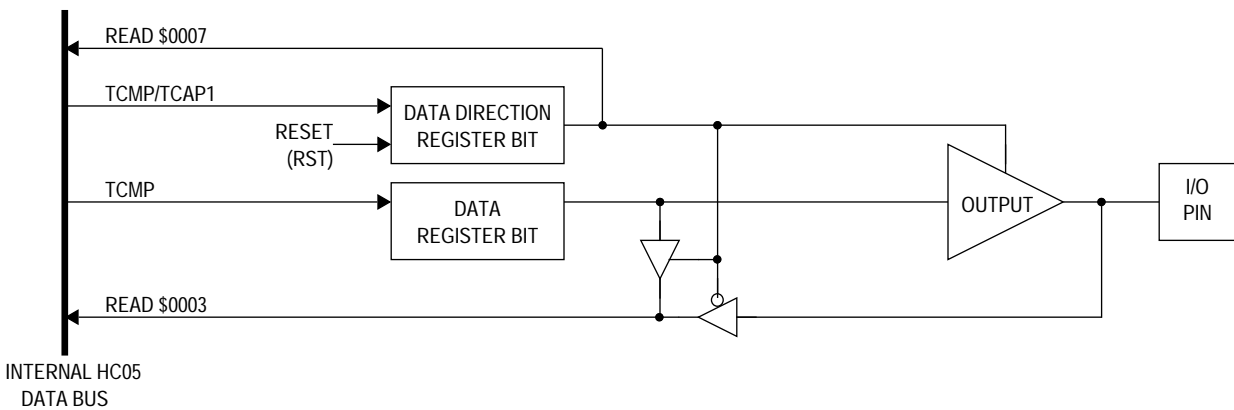 READ $0007
TCMP/TCAP1
RESET
(RST)
DATA DIRECTION
REGISTER BIT
TCMP
DATA
REGISTER BIT
OUTPUT
I/O
PIN
READ $0003
INTERNAL HC05
DATA BUS